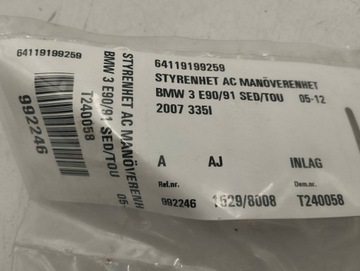 64119199259
STYRENHET AC MANÖVERENHET
BMW 3 E90/91 SED/TOU 05-12
2007 335I
A AJ INLAG
Ref.nr. Dem.nr.
992246 1629/8008 T240058
64119199259
STYRENHET AC MANÖVERENH
BMW 3 E90/91 SED/TOU 05-
T240058
992246